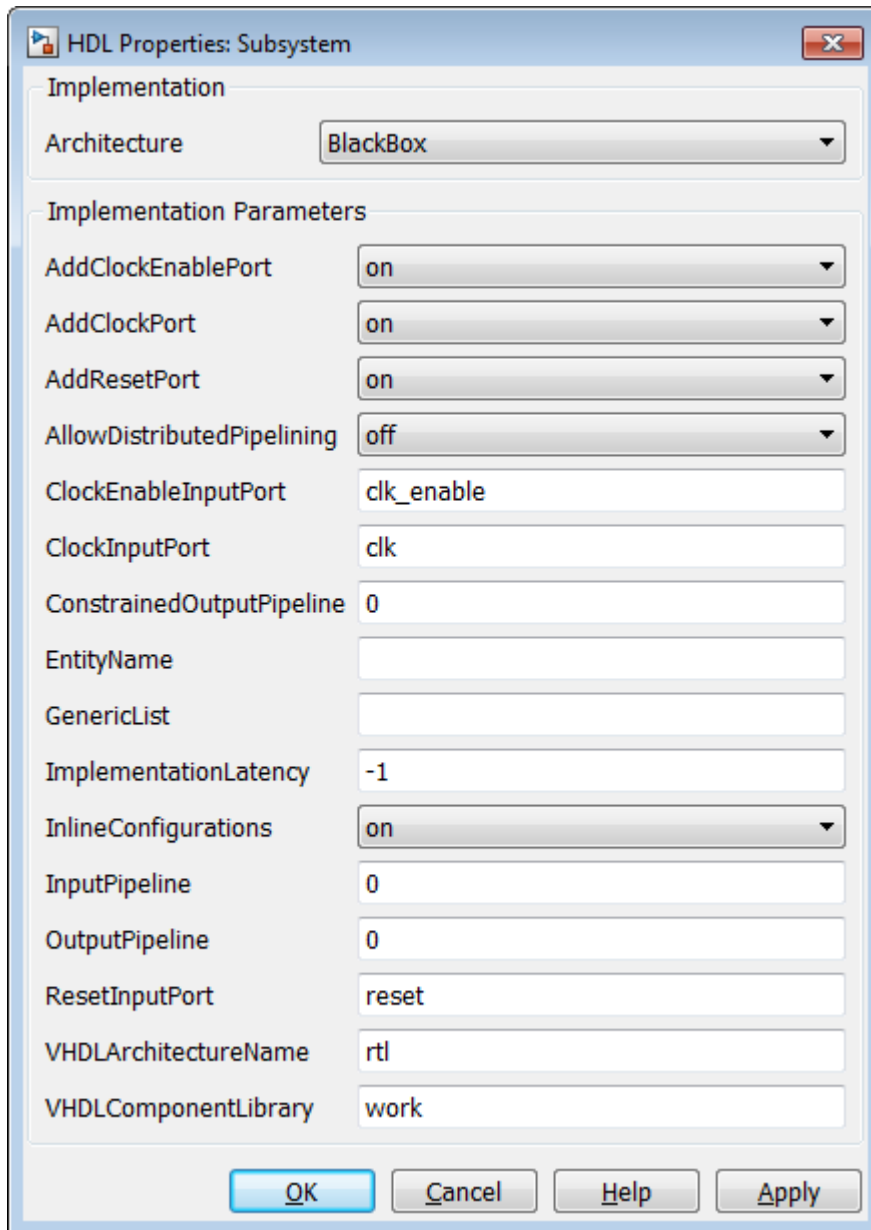 HDL Properties: Subsystem
Implementation
Architecture BlackBox
Implementation Parameters
AddClockEnablePort on
AddClockPort on
AddResetPort on
AllowDistributedPipelining off
ClockEnableInputPort clk_enable
ClockInputPort clk
ConstrainedOutputPipeline 0
EntityName
GenericList
ImplementationLatency -1
InlineConfigurations on
InputPipeline 0
OutputPipeline 0
ResetInputPort reset
VHDLArchitectureName rtl
VHDLComponentLibrary work
OK Cancel Help Apply